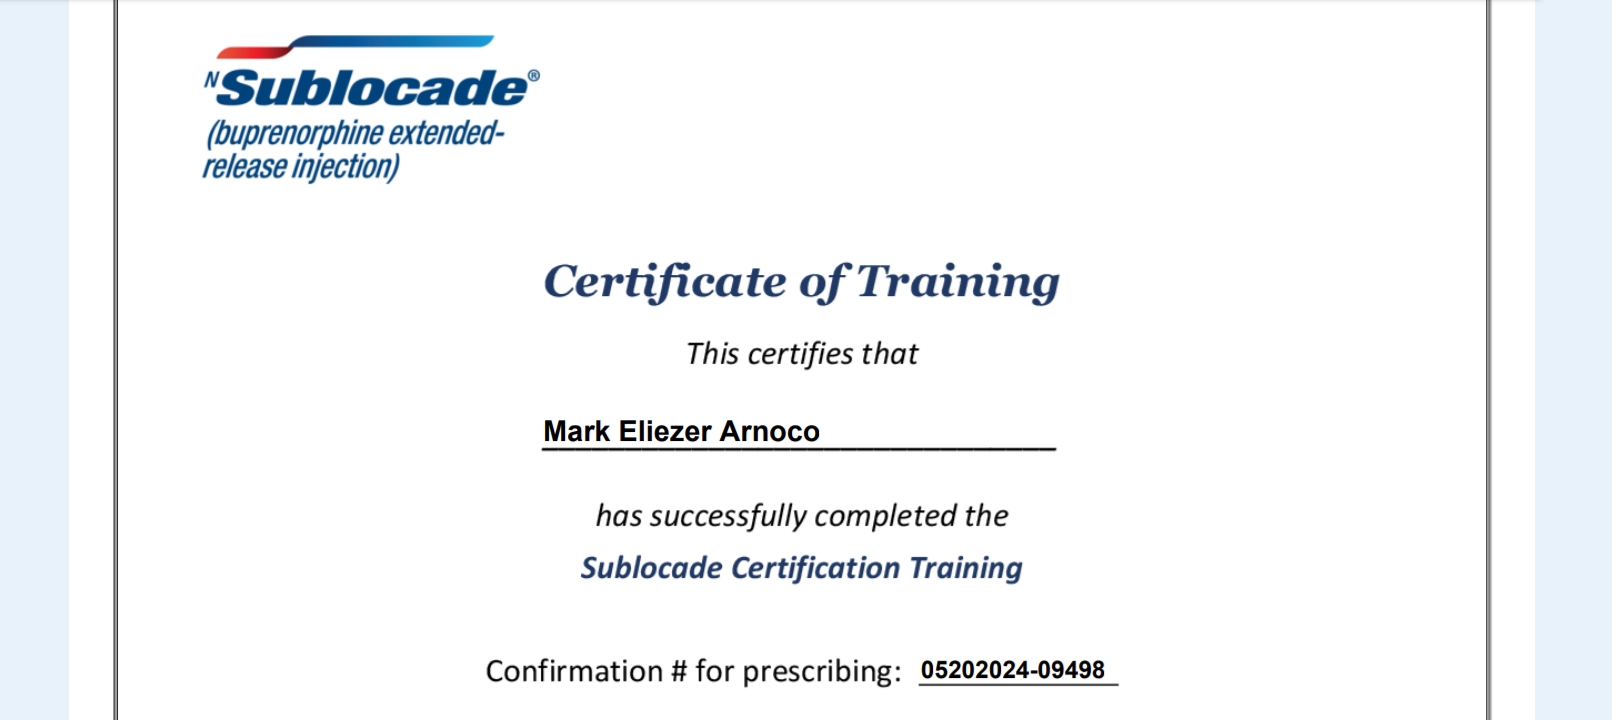 NSublocade®
(buprenorphine extended-
release injection)
Certificate of Training
This certifies that
Mark Eliezer Arnoco
has successfully completed the
Sublocade Certification Training
Confirmation # for prescribing: 05202024-09498